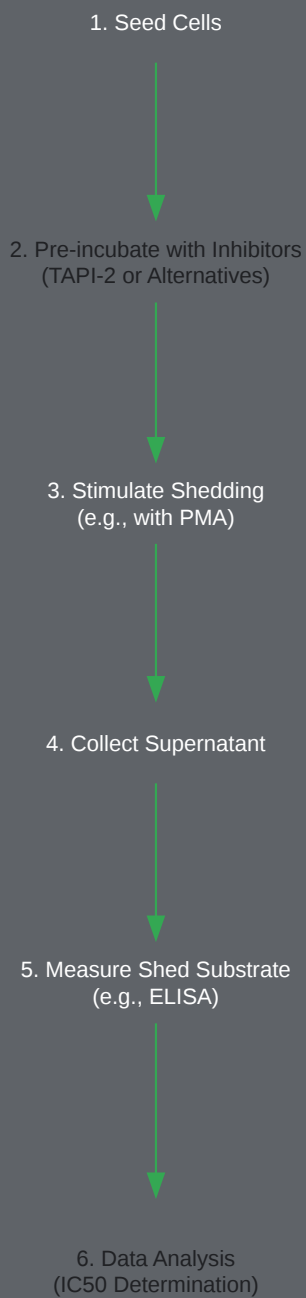 1. Seed Cells
2. Pre-incubate with Inhibitors
(TAPI-2 or Alternatives)
3. Stimulate Shedding
(e.g., with PMA)
4. Collect Supernatant
5. Measure Shed Substrate
(e.g., ELISA)
6. Data Analysis
(IC50 Determination)